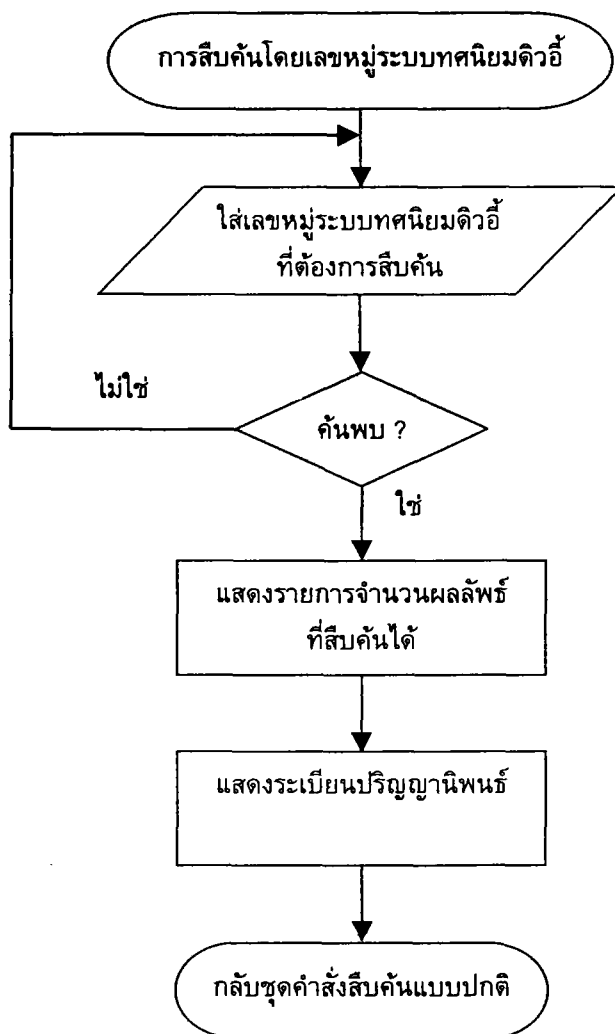 การสืบค้นโดยเลขหมู่ระบบทศนิยมดิวอี้
ใส่เลขหมู่ระบบทศนิยมดิวอี้
ที่ต้องการสืบค้น
ไม่ใช่
ค้นพบ ?
ใช่
แสดงรายการจำนวนผลลัพธ์
ที่สืบค้นได้
แสดงระเบียนปริญญานิพนธ์
กลับชุดคำสั่งสืบค้นแบบปกติ